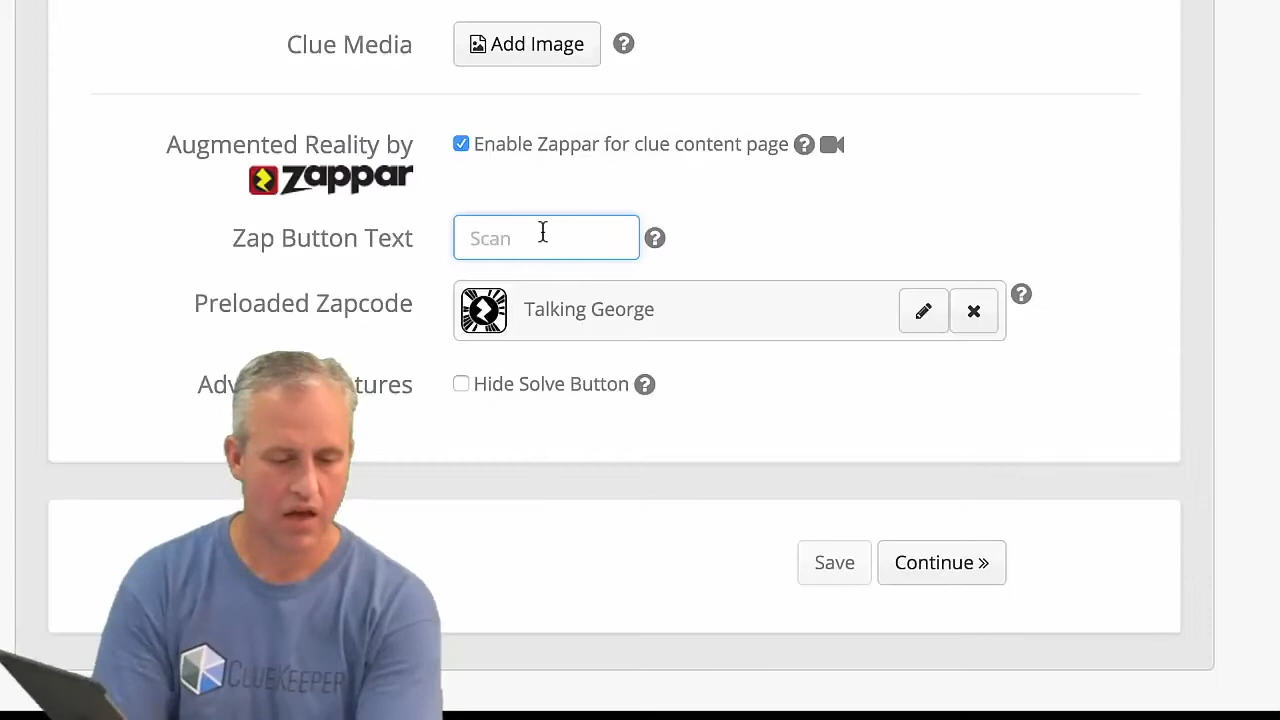 Clue Media
Add Image
Augmented Reality by
zappar
Enable Zappar for clue content page
Zap Button Text
Scan
Preloaded Zapcode
Talking George
Adv tures
Hide Solve Button
Save
Continue »
CLUEKEEPER